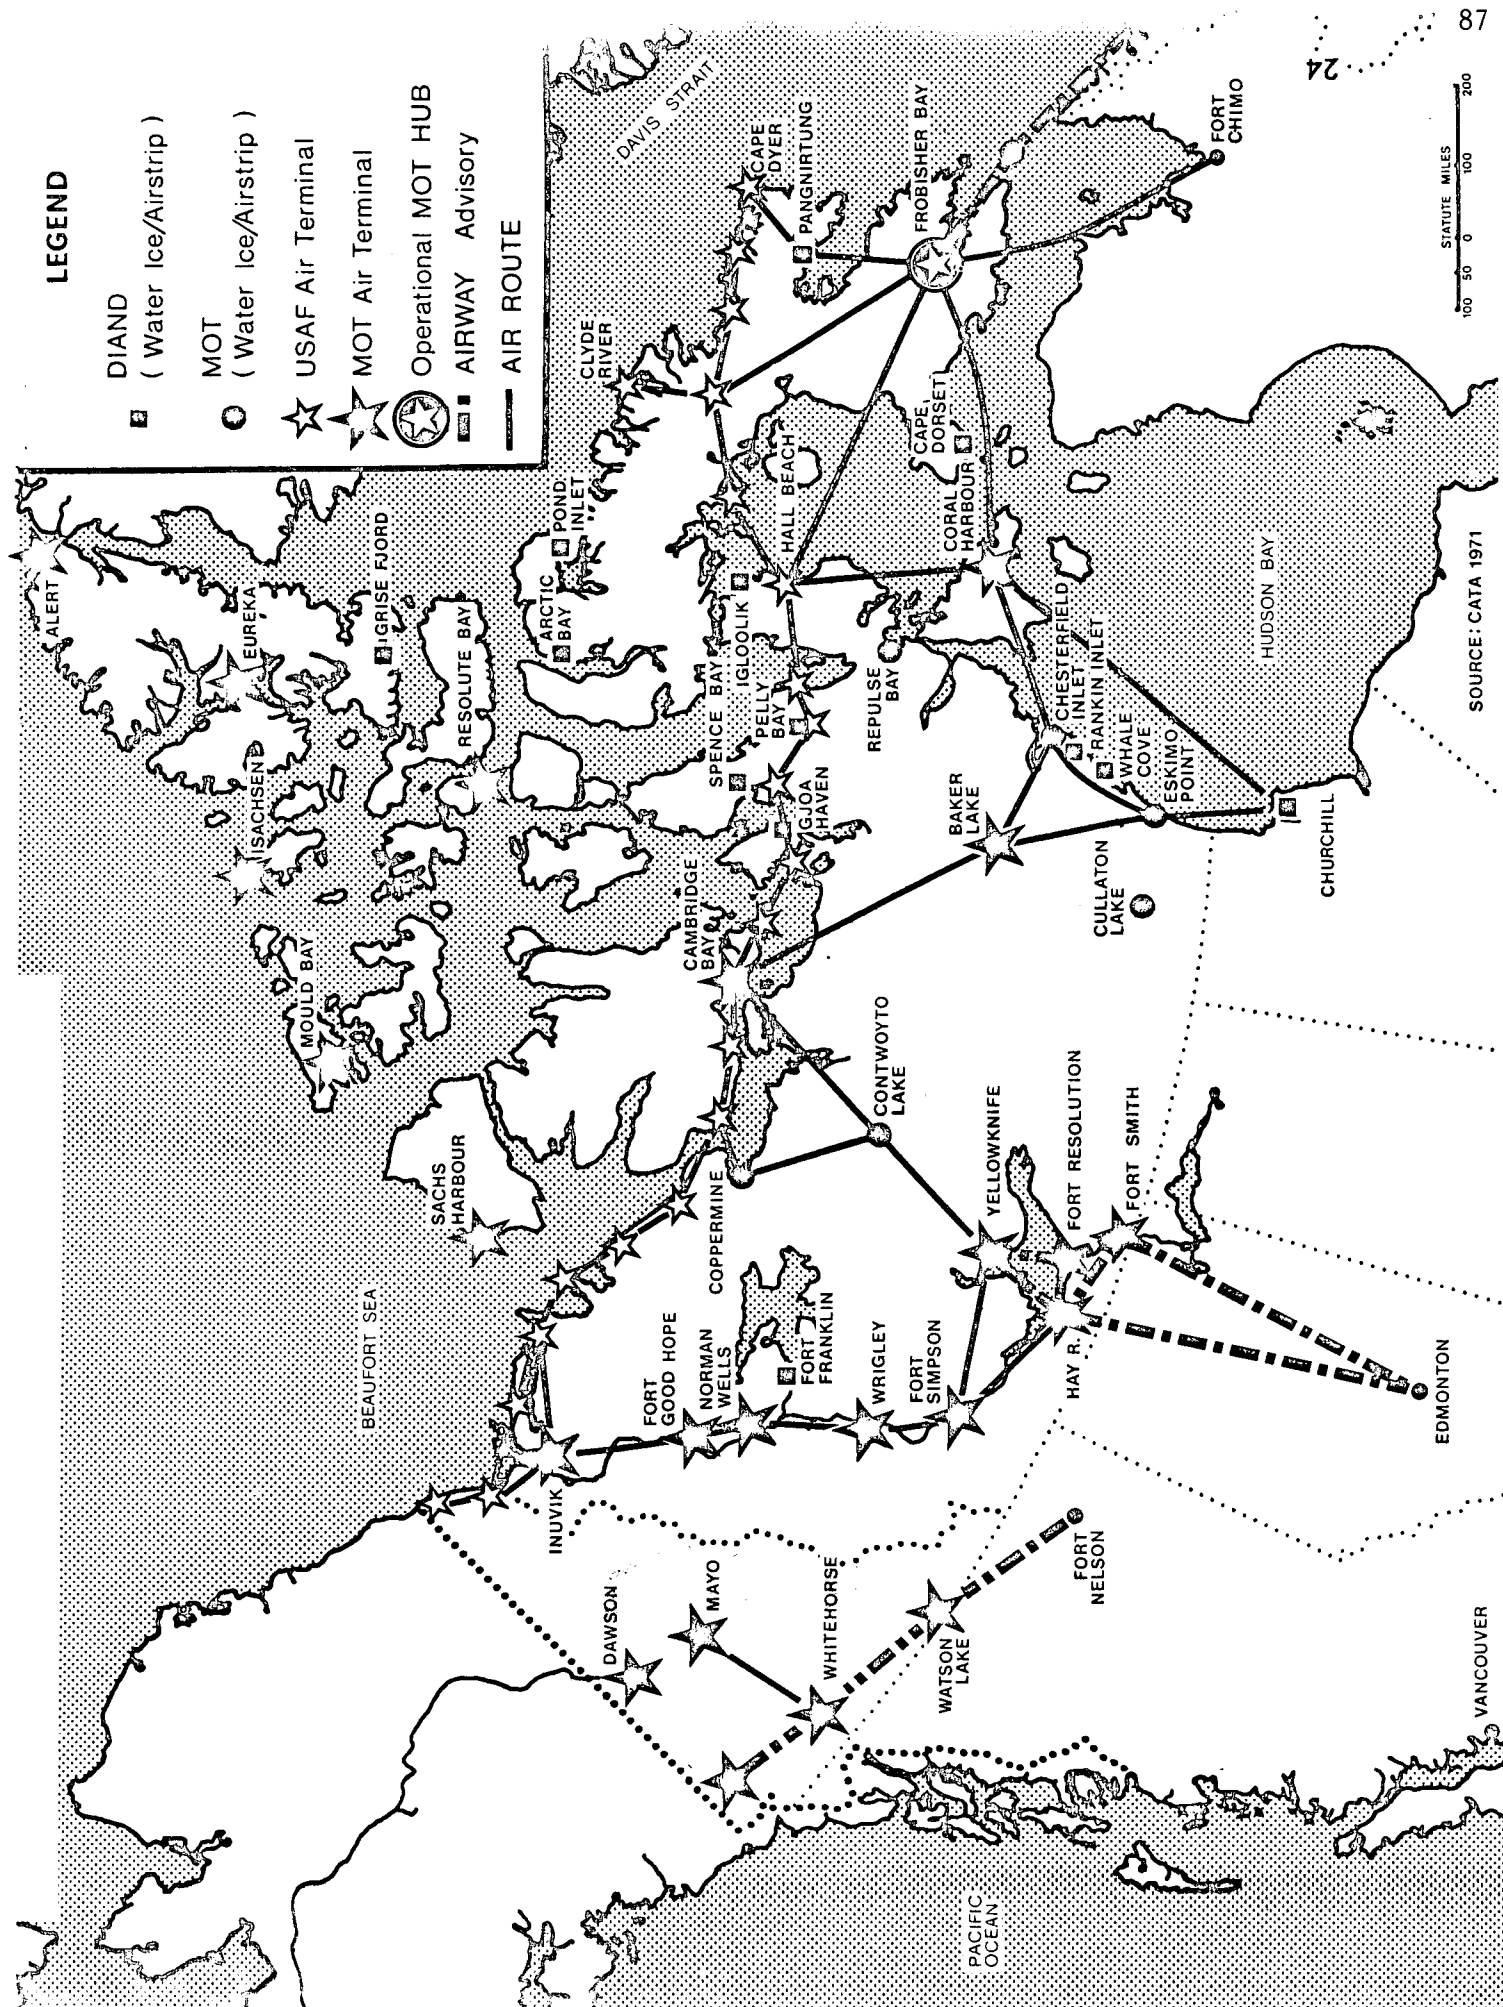 87
24
LEGEND
DIAND
( Water Ice/Airstrip )
MOT
( Water Ice/Airstrip )
USAF Air Terminal
MOT Air Terminal
Operational MOT HUB
AIRWAY Advisory
AIR ROUTE
ALERT
EUREKA
GRISE FJORD
ISACHSEN
RESOLUTE BAY
MOULD BAY
ARCTIC
BAY
POND
INLET
CLYDE
RIVER
DAVIS STRAIT
CAPE
DYER
PANGNIRTUNG
FROBISHER BAY
FORT
CHIMO
CAPE
DORSET
CORAL
HARBOUR
HALL BEACH
IGLOOLIK
SPENCE BAY
PELLY
BAY
REPULSE
BAY
GJOA
HAVEN
CAMBRIDGE
BAY
CHESTERFIELD
INLET
RANKIN INLET
WHALE
COVE
ESKIMO
POINT
BAKER
LAKE
CULLATON
LAKE
CHURCHILL
HUDSON BAY
SACHS
HARBOUR
BEAUFORT SEA
COPPERMINE
CONTWOYTO
LAKE
YELLOWKNIFE
FORT RESOLUTION
FORT SMITH
HAY R.
FORT
SIMPSON
WRIGLEY
FORT
FRANKLIN
NORMAN
WELLS
FORT
GOOD HOPE
INUVIK
DAWSON
MAYO
WHITEHORSE
WATSON
LAKE
FORT
NELSON
EDMONTON
VANCOUVER
PACIFIC
OCEAN
STATUTE MILES
100 50 0 100 200
SOURCE: CATA 1971